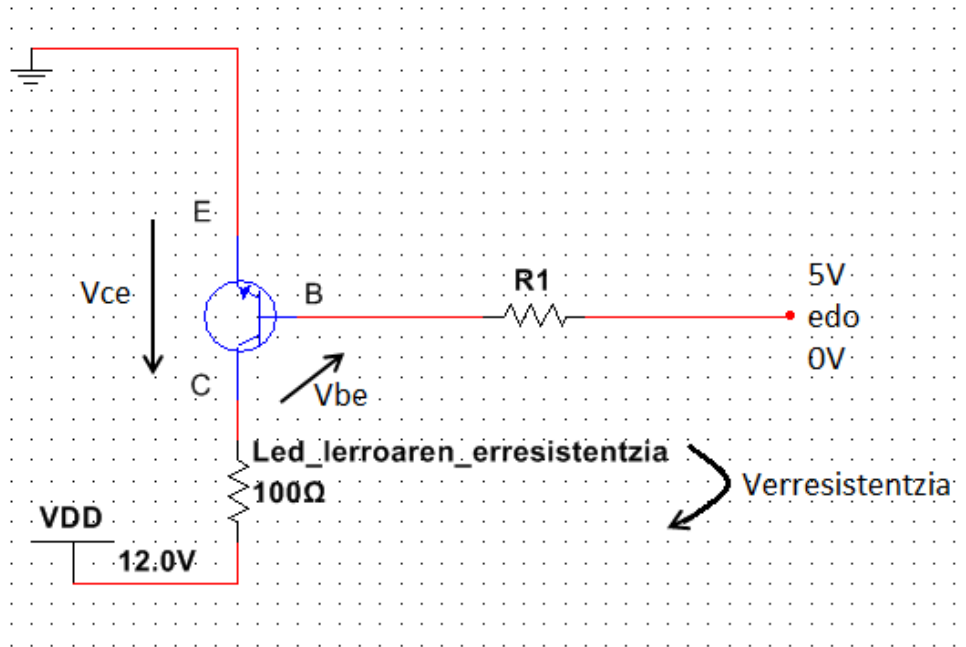 E
Vce
B
R1
5V
edo
0V
C
Vbe
Led_lerroaren_erresistentzia
100Ω
Verresistentzia
VDD
12.0V